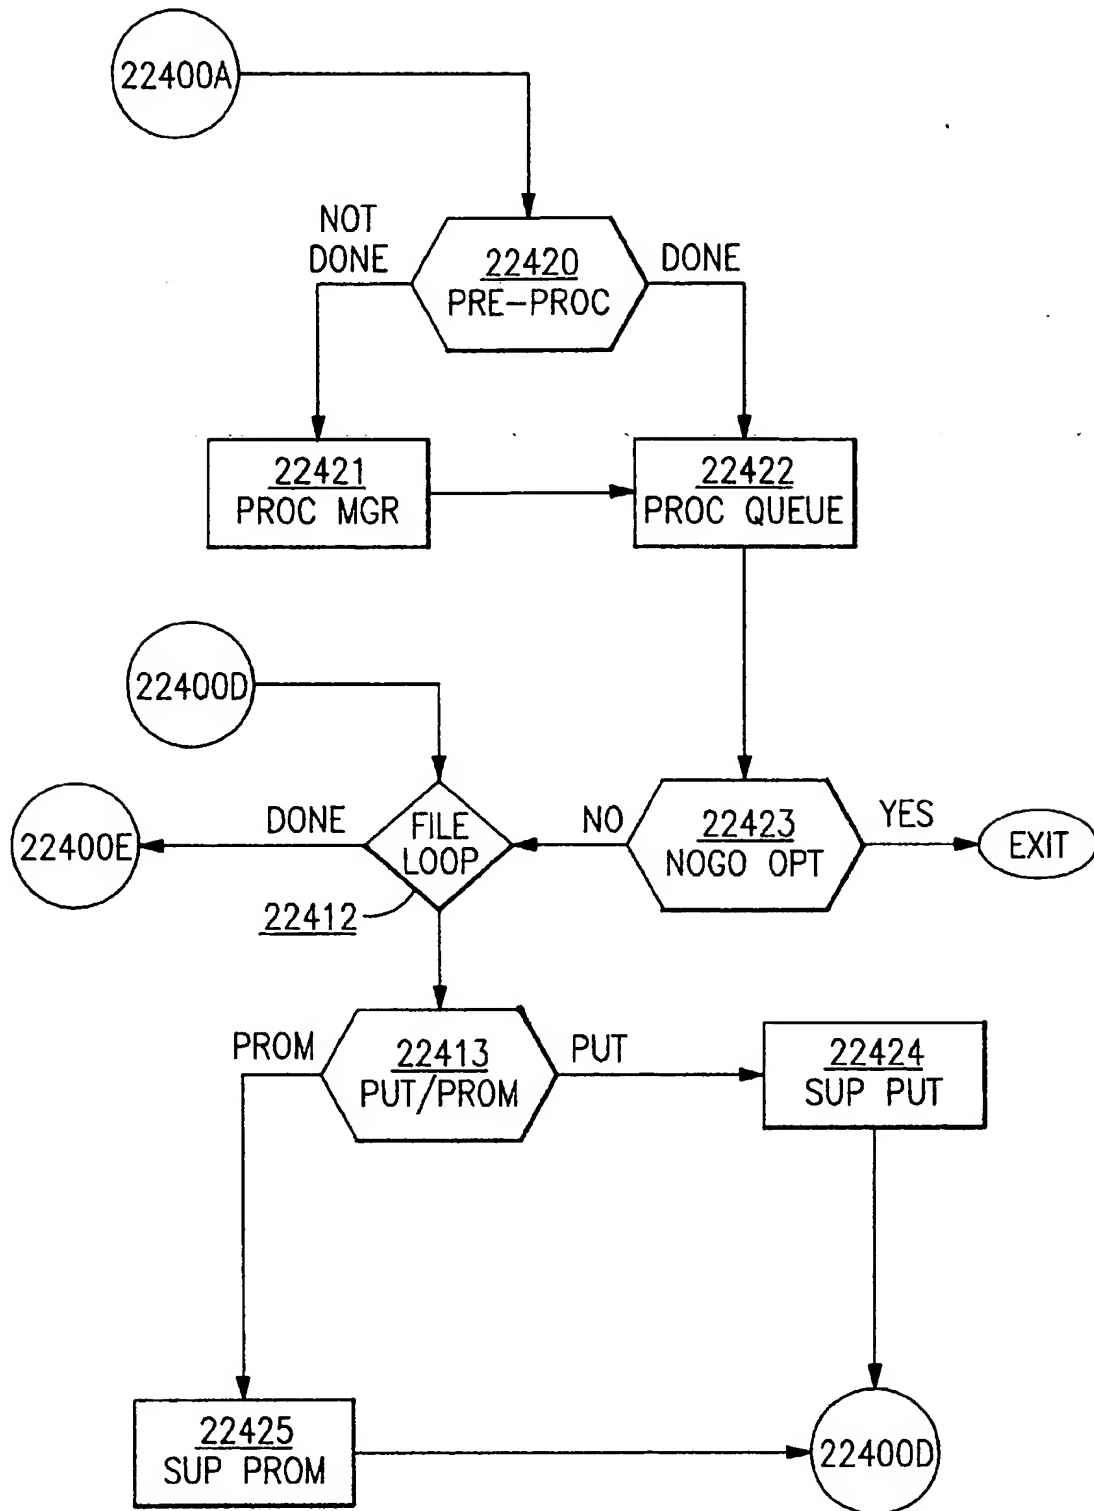 22400A
NOT
DONE
22420
PRE-PROC
DONE
22421
PROC MGR
22422
PROC QUEUE
22400D
22400E
DONE
FILE
LOOP
22412
NO
22423
NOGO OPT
YES
EXIT
PROM
22413
PUT/PROM
PUT
22424
SUP PUT
22425
SUP PROM
22400D